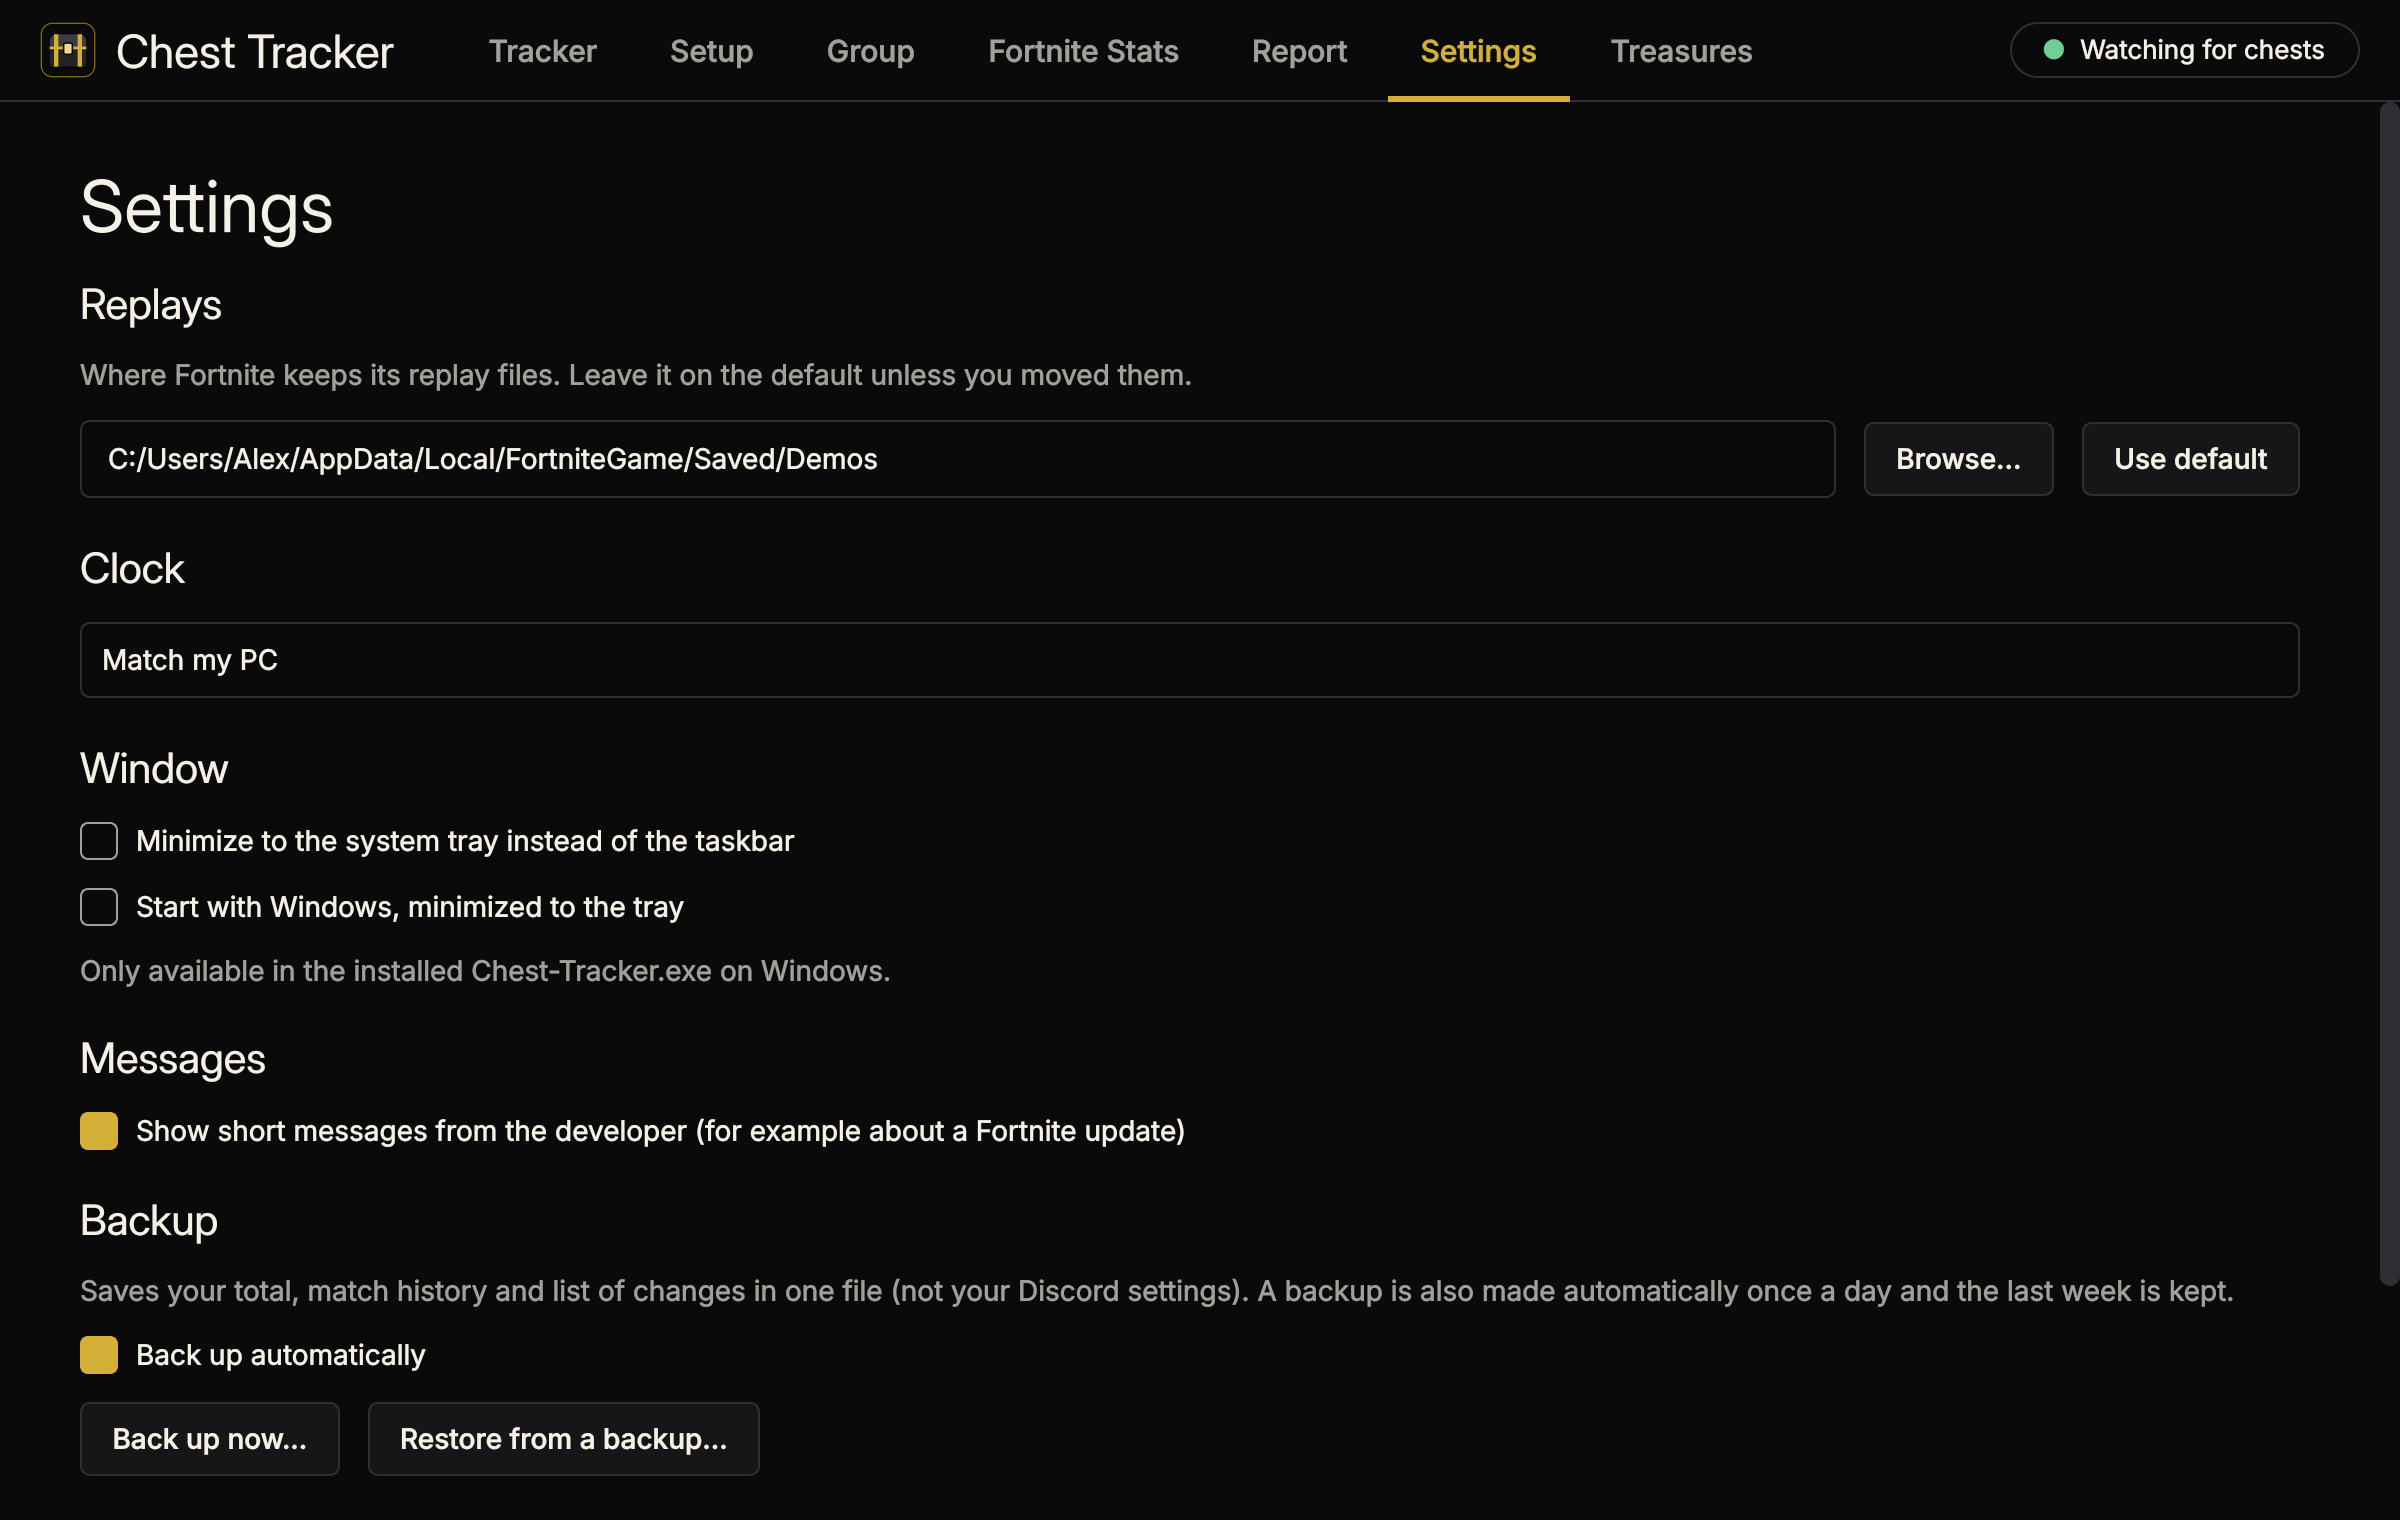 Chest Tracker
Tracker
Setup
Group
Fortnite Stats
Report
Settings
Treasures
Watching for chests
Settings
Replays
Where Fortnite keeps its replay files. Leave it on the default unless you moved them.
C:/Users/Alex/AppData/Local/FortniteGame/Saved/Demos
Browse...
Use default
Clock
Match my PC
Window
Minimize to the system tray instead of the taskbar
Start with Windows, minimized to the tray
Only available in the installed Chest-Tracker.exe on Windows.
Messages
Show short messages from the developer (for example about a Fortnite update)
Backup
Saves your total, match history and list of changes in one file (not your Discord settings). A backup is also made automatically once a day and the last week is kept.
Back up automatically
Back up now...
Restore from a backup...